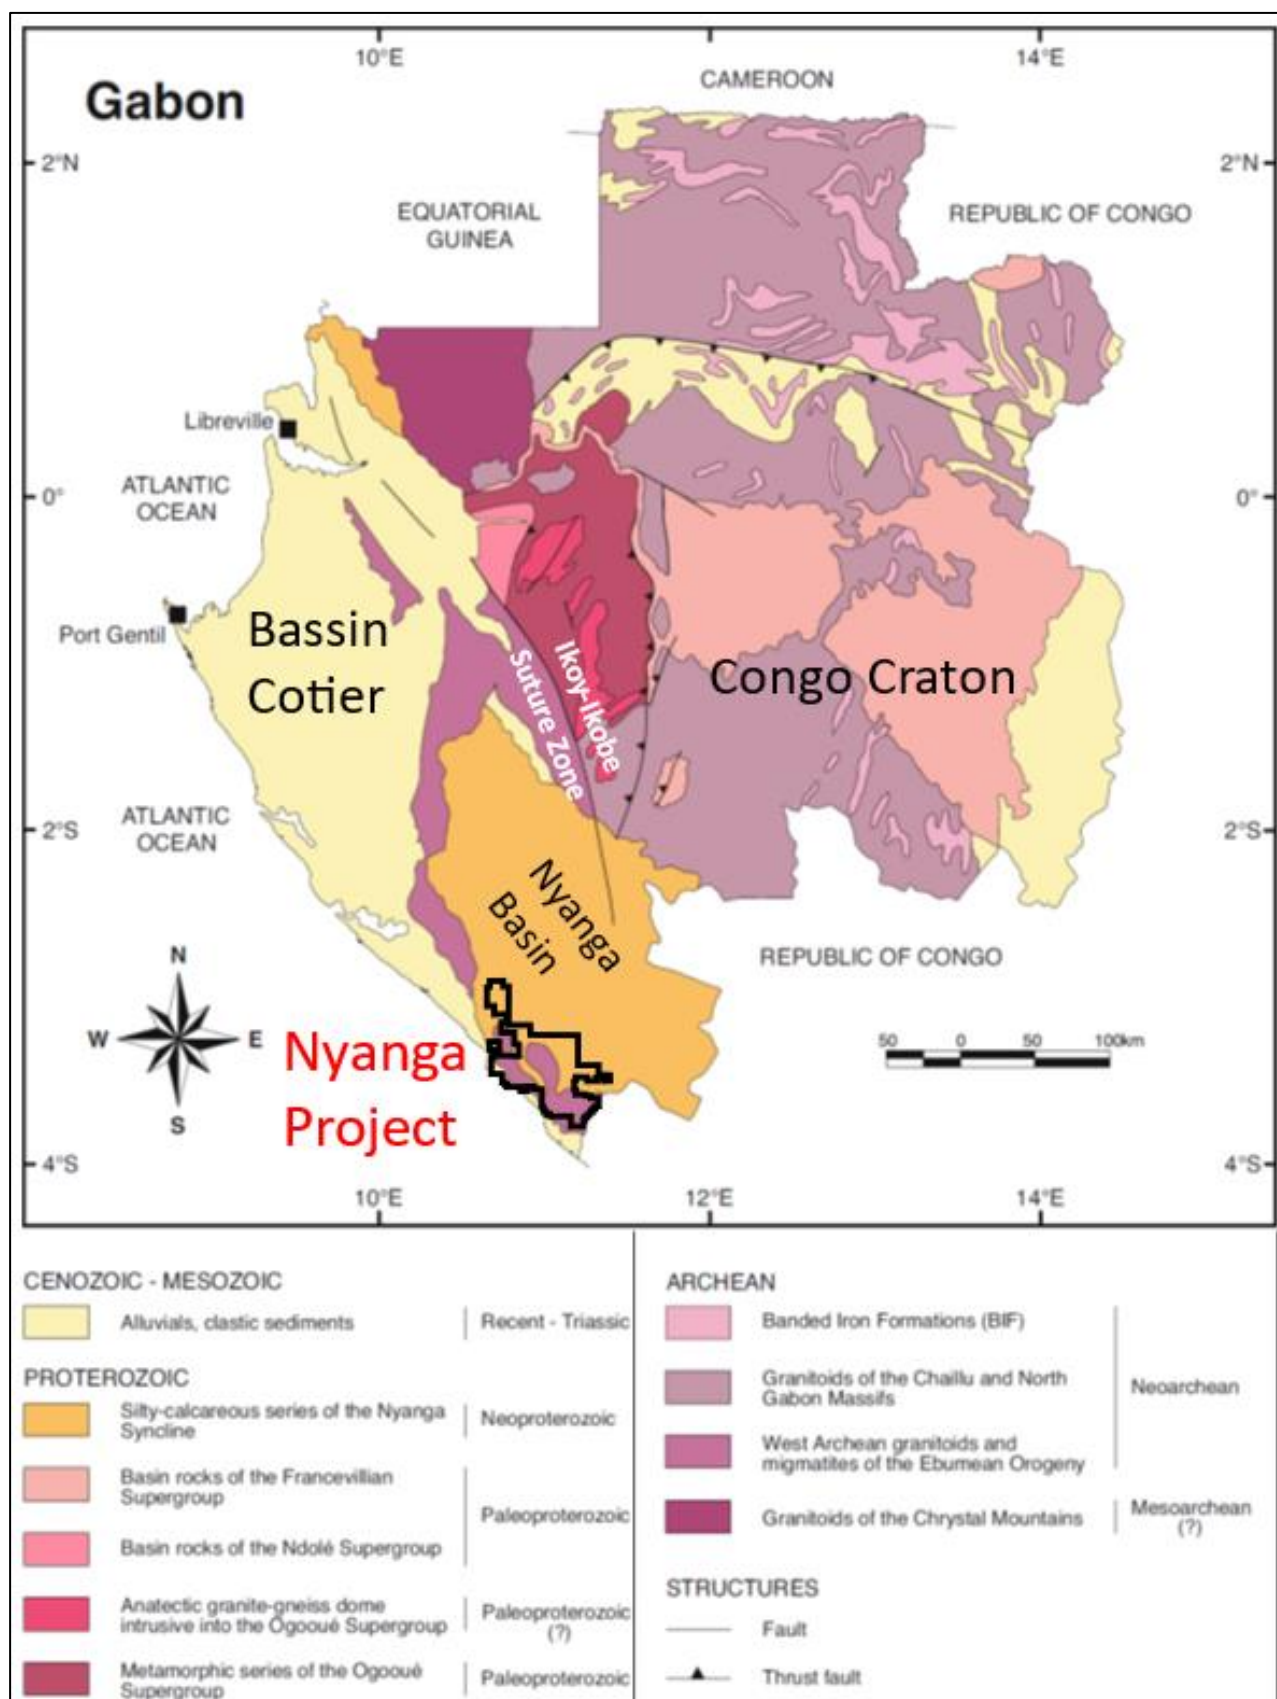 Gabon
10°E
14°E
CAMEROON
2°N
2°N
EQUATORIAL
GUINEA
REPUBLIC OF CONGO
Libreville
ATLANTIC
OCEAN
0°
0°
Port Gentil
Bassin
Cotier
Suture Zone
Ikoy-Ikobe
Congo Craton
ATLANTIC
OCEAN
2°S
2°S
Nyanga
Basin
REPUBLIC OF CONGO
N
W
E
S
Nyanga
Project
50
0
50
100km
4°S
4°S
10°E
12°E
14°E
CENOZOIC - MESOZOIC
Alluvials, clastic sediments
Recent - Triassic
PROTEROZOIC
Silty-calcareous series of the Nyanga
Syncline
Neoproterozoic
Basin rocks of the Francevillian
Supergroup
Paleoproterozoic
Basin rocks of the Ndolé Supergroup
Anatectic granite-gneiss dome
intrusive into the Ogooué Supergroup
Paleoproterozoic
(?)
Metamorphic series of the Ogooué
Supergroup
Paleoproterozoic
ARCHEAN
Banded Iron Formations (BIF)
Granitoids of the Chaillu and North
Gabon Massifs
Neoarchean
West Archean granitoids and
migmatites of the Eburnean Orogeny
Granitoids of the Chrystal Mountains
Mesoarchean
(?)
STRUCTURES
Fault
Thrust fault